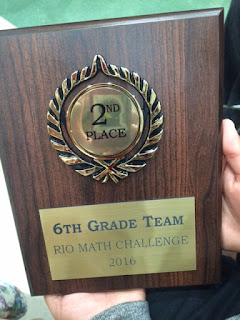 2ND
PLACE
6TH GRADE TEAM
RIO MATH CHALLENGE
2016